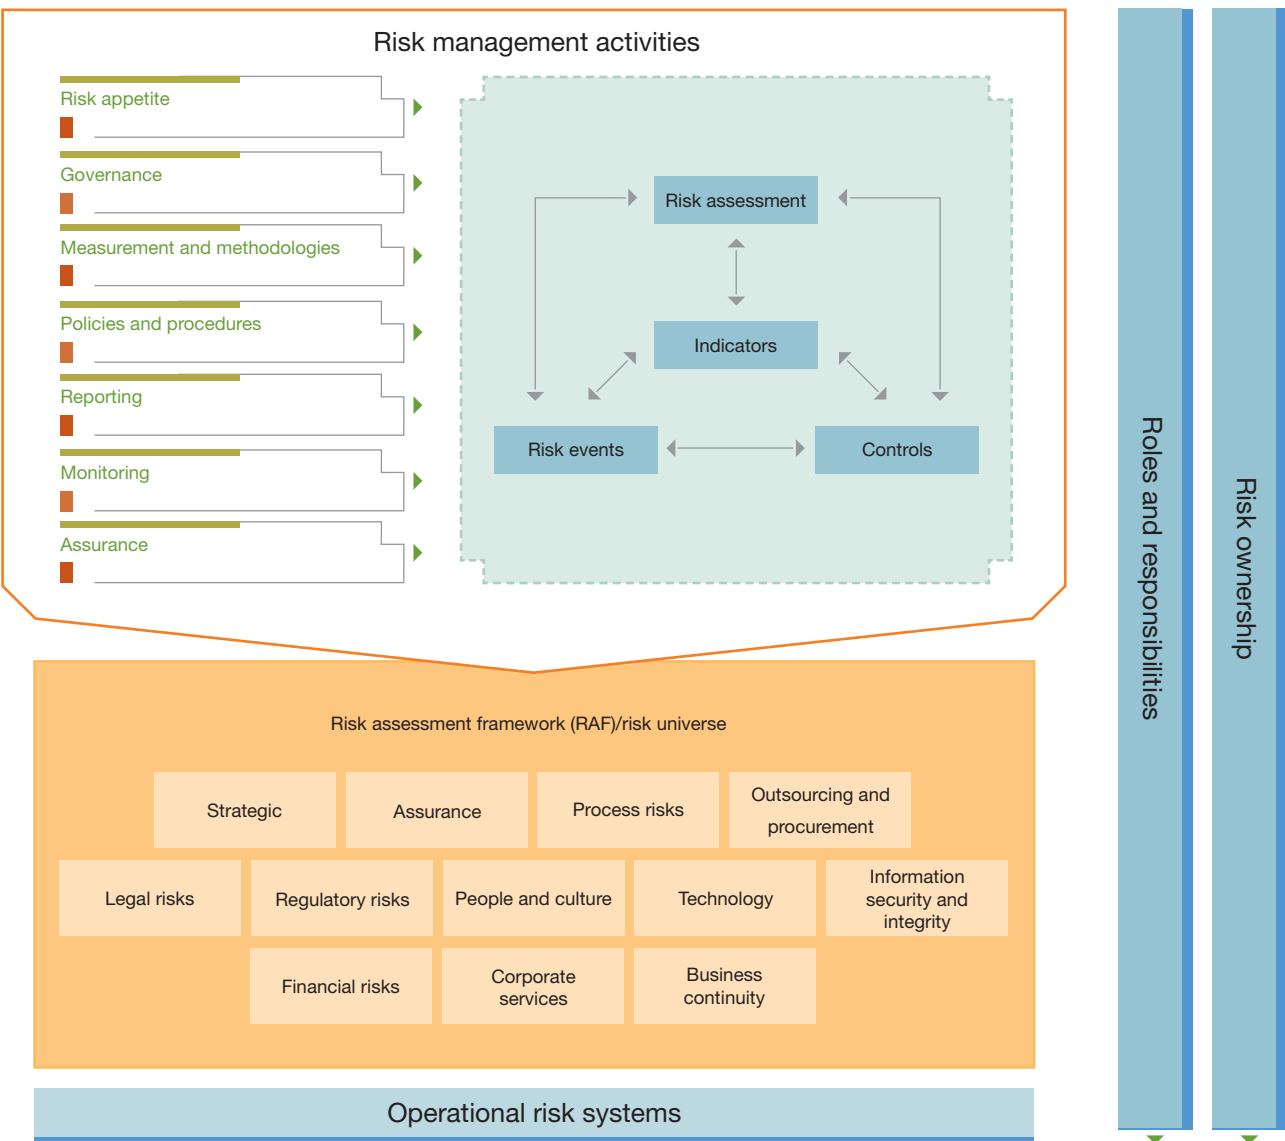 Risk management activities
Risk appetite
Governance
Measurement and methodologies
Policies and procedures
Reporting
Monitoring
Assurance
Risk assessment
Indicators
Risk events
Controls
Risk assessment framework (RAF)/risk universe
Strategic
Assurance
Process risks
Outsourcing and
procurement
Legal risks
Regulatory risks
People and culture
Technology
Information
security and
integrity
Financial risks
Corporate
services
Business
continuity
Operational risk systems
Roles and responsibilities
Risk ownership